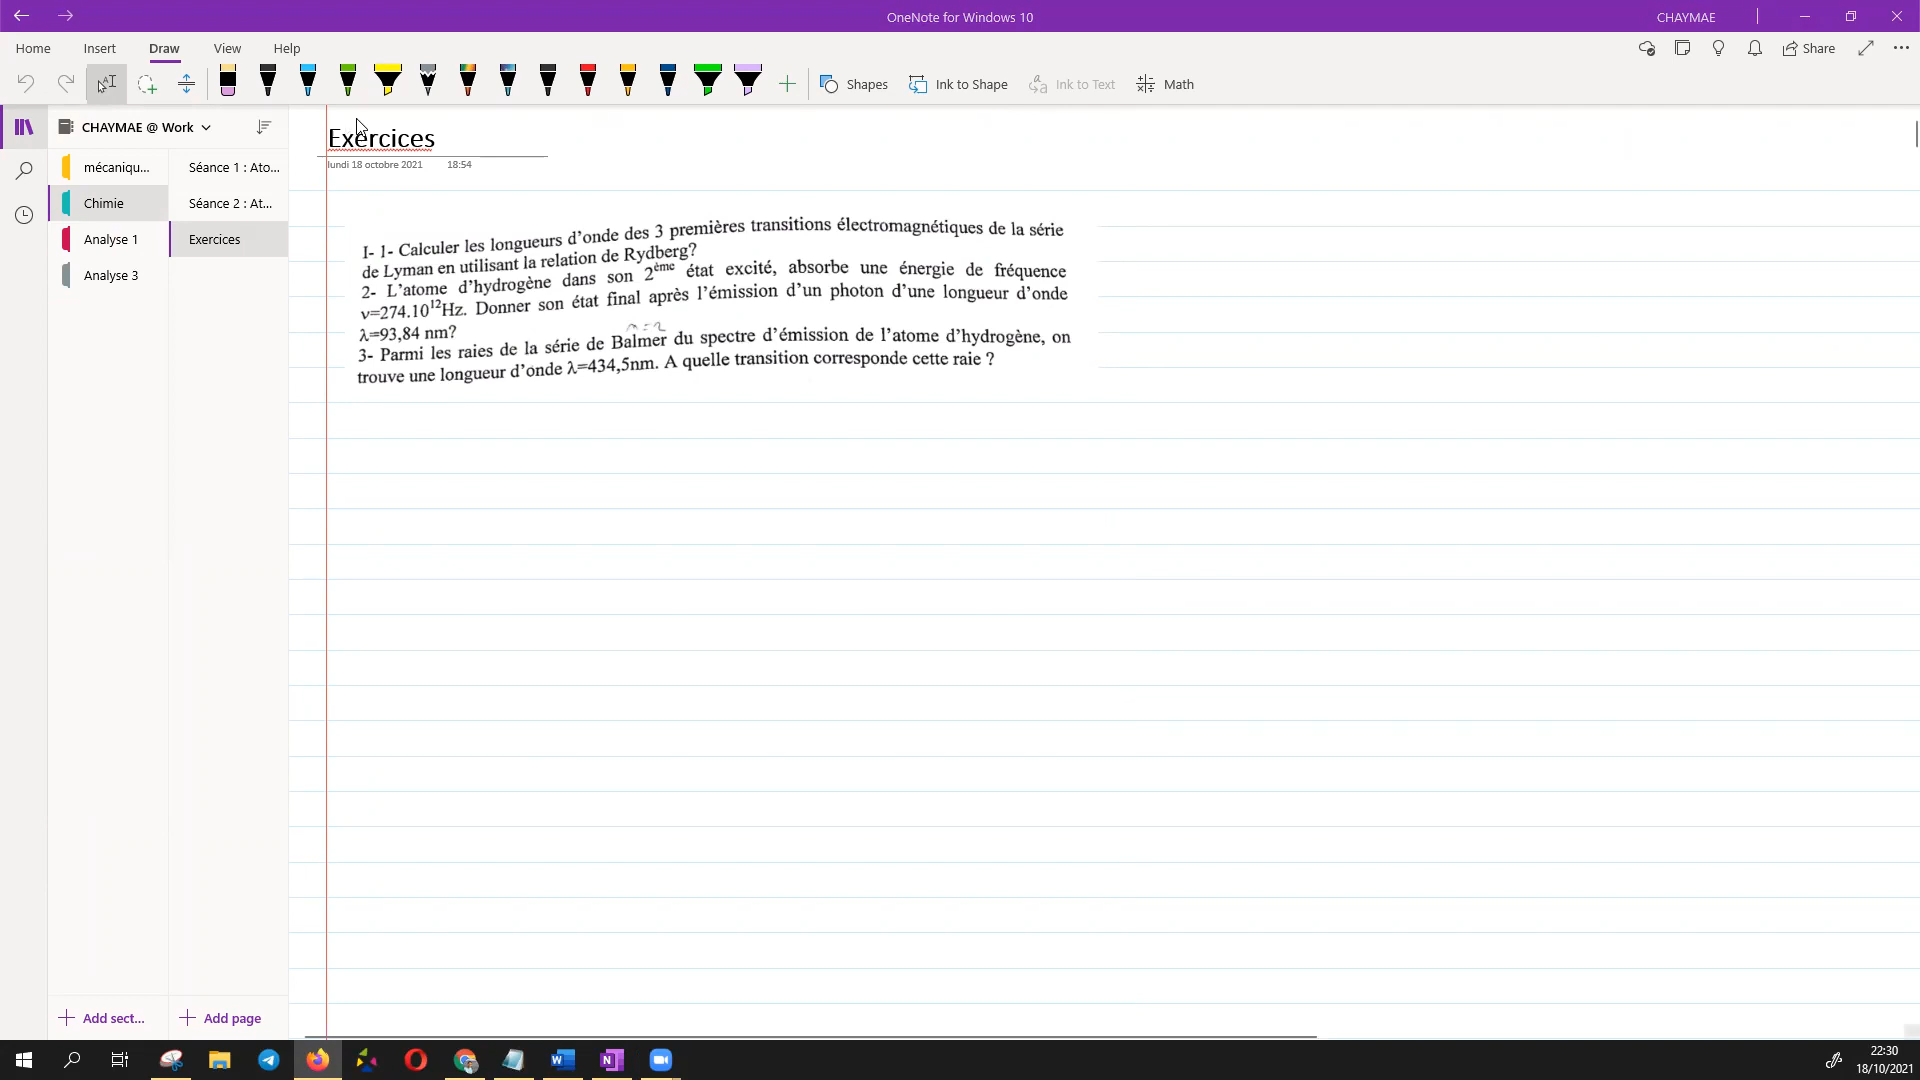 OneNote for Windows 10
CHAYMAE
Home Insert Draw View Help
Share
Shapes Ink to Shape Ink to Text Math
CHAYMAE @ Work
mécaniqu... Séance 1 : Ato...
Chimie Séance 2 : At...
Analyse 1 Exercices
Analyse 3
Exercices
lundi 18 octobre 2021 18:54
I- 1- Calculer les longueurs d'onde des 3 premières transitions électromagnétiques de la série
de Lyman en utilisant la relation de Rydberg?
2- L'atome d'hydrogène dans son 2ème état excité, absorbe une énergie de fréquence
ν=274.10¹²Hz. Donner son état final après l'émission d'un photon d'une longueur d'onde
λ=93,84 nm?
n=2
3- Parmi les raies de la série de Balmer du spectre d'émission de l'atome d'hydrogène, on
trouve une longueur d'onde λ=434,5nm. A quelle transition corresponde cette raie ?
Add sect... Add page
22:30
18/10/2021